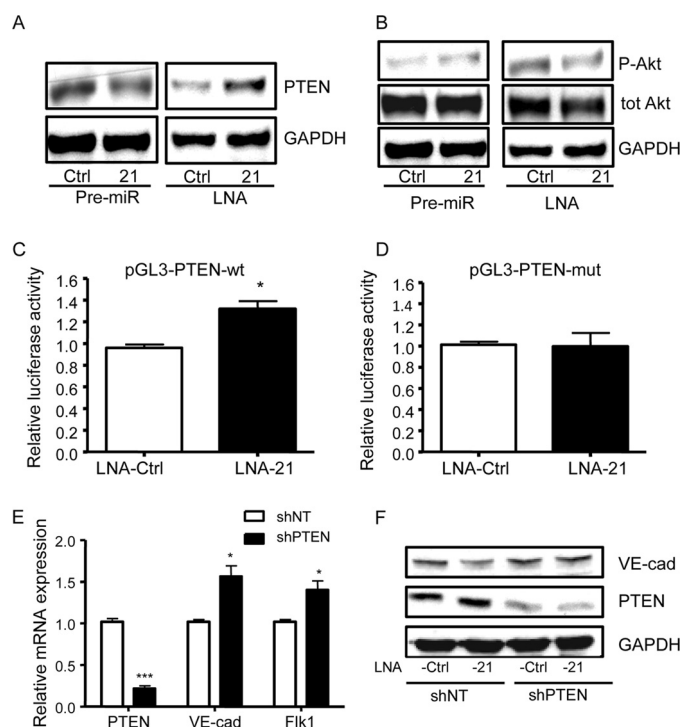 A
PTEN
GAPDH
Ctrl 21 Ctrl 21
Pre-miR LNA
B
P-Akt
tot Akt
GAPDH
Ctrl 21 Ctrl 21
Pre-miR LNA
C
pGL3-PTEN-wt
Relative luciferase activity
1.6
1.4
1.2
1.0
0.8
0.6
0.4
0.2
0.0
*
LNA-Ctrl LNA-21
D
pGL3-PTEN-mut
Relative luciferase activity
1.6
1.4
1.2
1.0
0.8
0.6
0.4
0.2
0.0
LNA-Ctrl LNA-21
E
shNT
shPTEN
Relative mRNA expression
2.0
1.5
1.0
0.5
0.0
***
*
*
PTEN VE-cad Flk1
F
VE-cad
PTEN
GAPDH
LNA -Ctrl -21 -Ctrl -21
shNT shPTEN